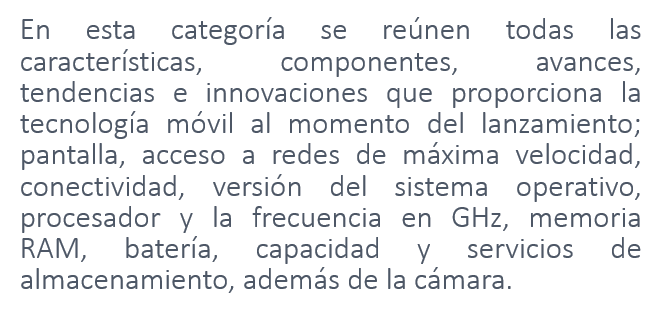 En esta categoría se reúnen todas las
características, componentes, avances,
tendencias e innovaciones que proporciona la
tecnología móvil al momento del lanzamiento;
pantalla, acceso a redes de máxima velocidad,
conectividad, versión del sistema operativo,
procesador y la frecuencia en GHz, memoria
RAM, batería, capacidad y servicios de
almacenamiento, además de la cámara.